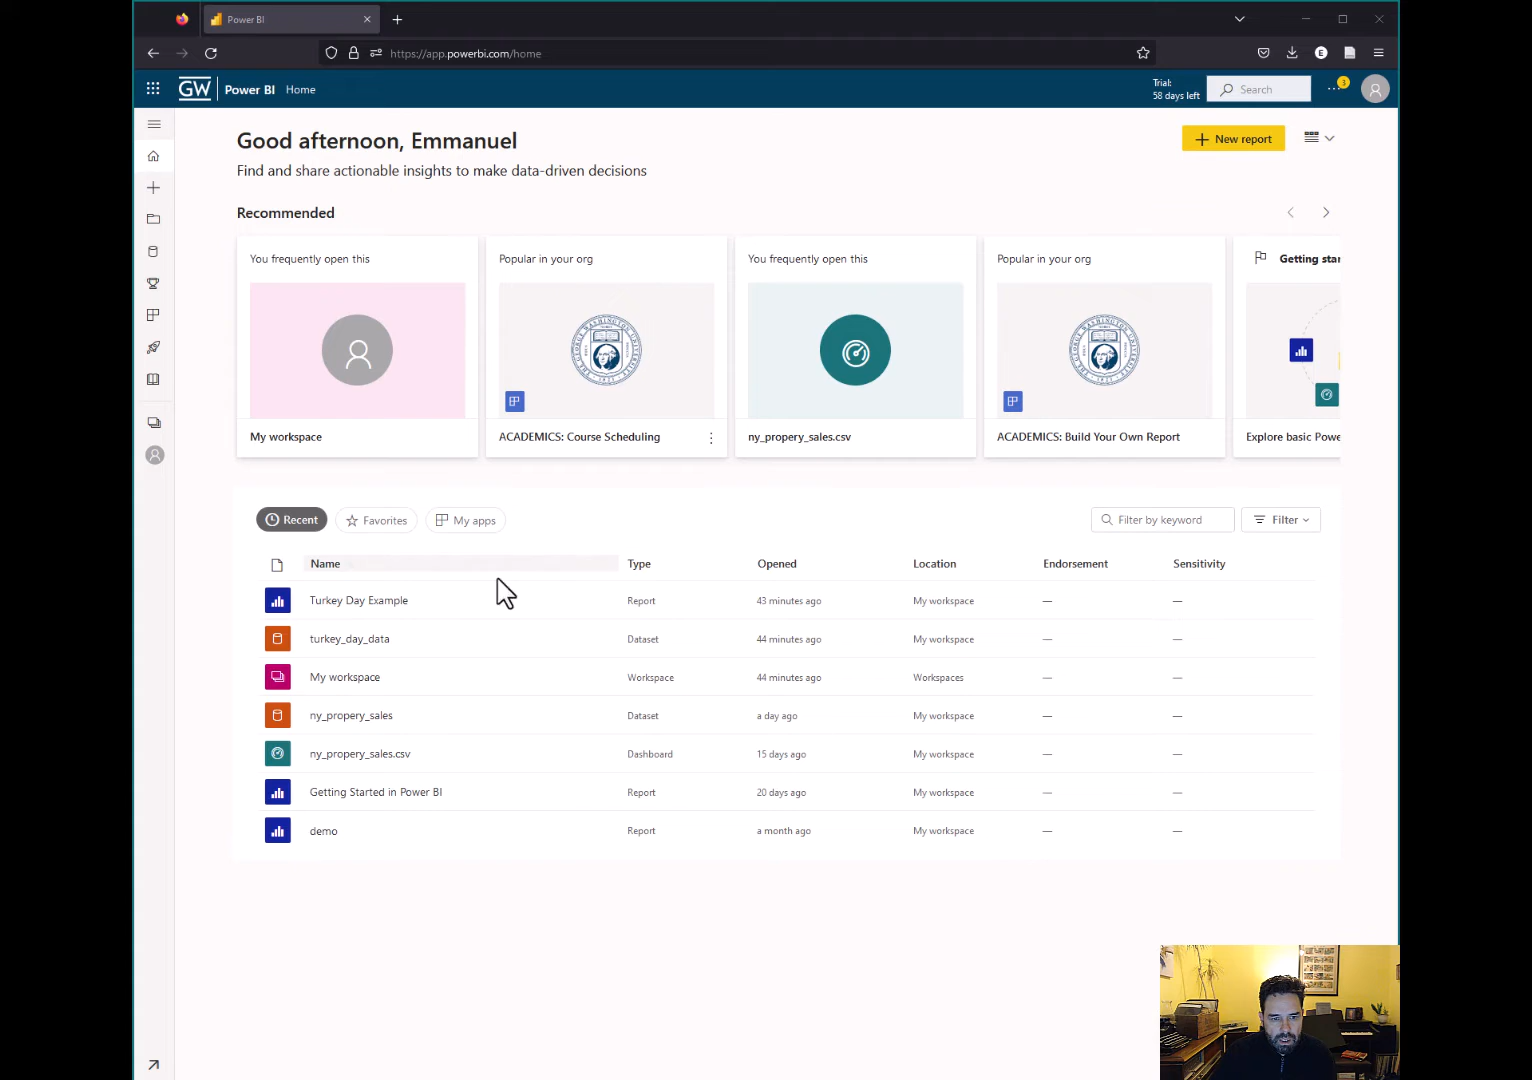 Power BI
https://app.powerbi.com/home
E
GW Power BI Home
Trial:
58 days left
Search
3
Good afternoon, Emmanuel
New report
Find and share actionable insights to make data-driven decisions
Recommended
You frequently open this
Popular in your org
You frequently open this
Popular in your org
Getting star
My workspace
ACADEMICS: Course Scheduling
ny_propery_sales.csv
ACADEMICS: Build Your Own Report
Explore basic Powe
Recent
Favorites
My apps
Filter by keyword
Filter
Name Type Opened Location Endorsement Sensitivity
Turkey Day Example Report 43 minutes ago My workspace — —
turkey_day_data Dataset 44 minutes ago My workspace — —
My workspace Workspace 44 minutes ago Workspaces — —
ny_propery_sales Dataset a day ago My workspace — —
ny_propery_sales.csv Dashboard 15 days ago My workspace — —
Getting Started in Power BI Report 20 days ago My workspace — —
demo Report a month ago My workspace — —